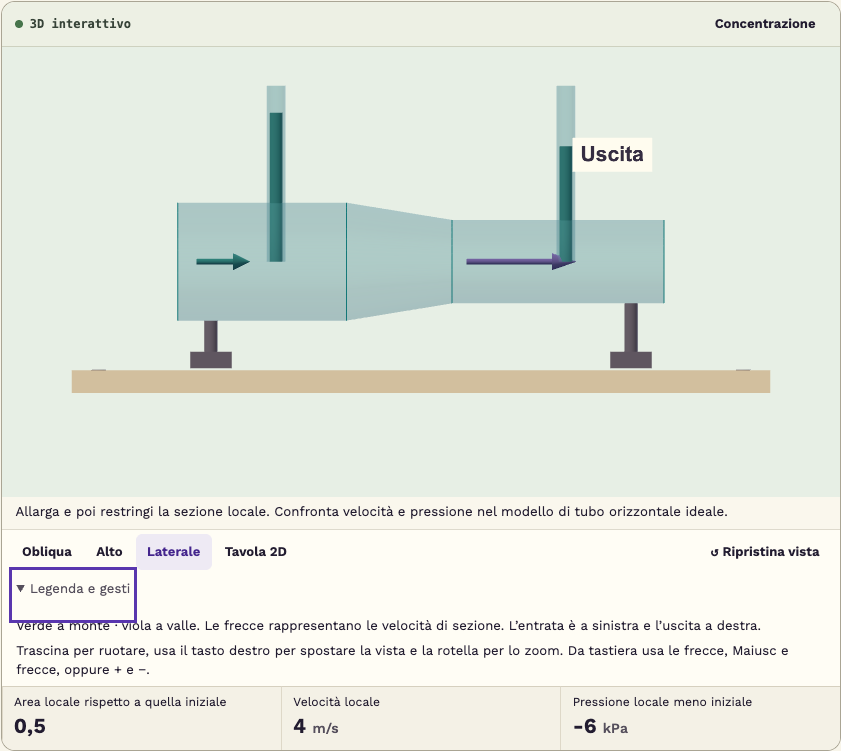 3D interattivo
Concentrazione
Uscita
Allarga e poi restringi la sezione locale. Confronta velocità e pressione nel modello di tubo orizzontale ideale.
Obliqua Alto Laterale Tavola 2D ↺ Ripristina vista
▼ Legenda e gesti
Verde a monte · viola a valle. Le frecce rappresentano le velocità di sezione. L’entrata è a sinistra e l’uscita a destra.
Trascina per ruotare, usa il tasto destro per spostare la vista e la rotella per lo zoom. Da tastiera usa le frecce, Maiusc e
frecce, oppure + e −.
Area locale rispetto a quella iniziale
0,5
Velocità locale
4 m/s
Pressione locale meno iniziale
-6 kPa